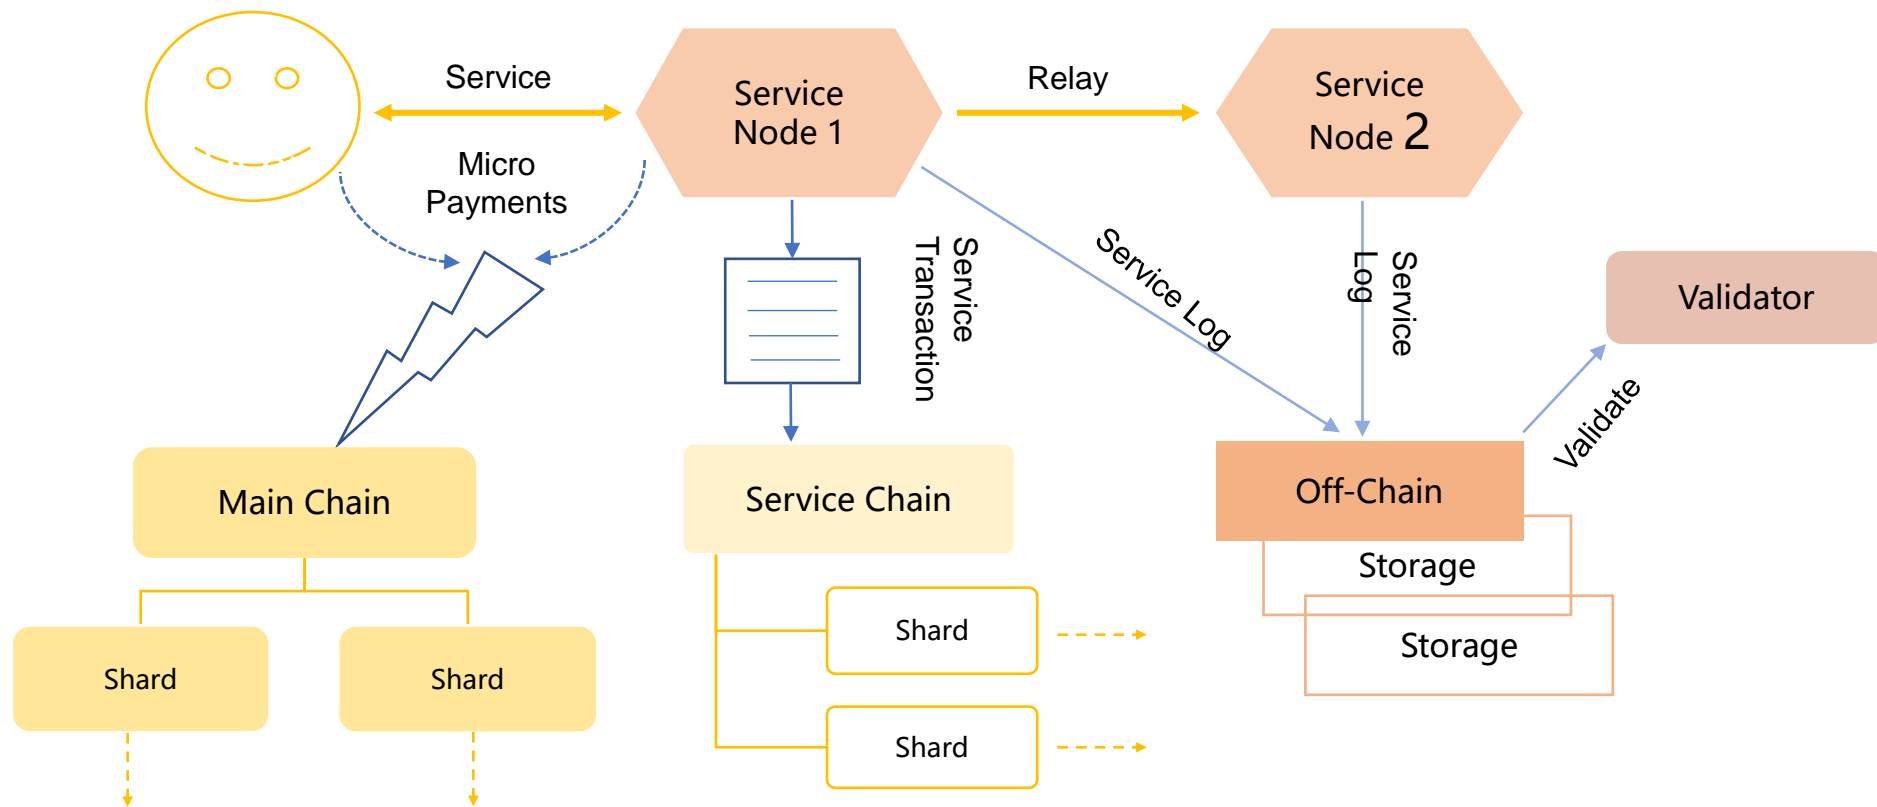 Service
Service
Node 1
Relay
Service
Node 2
Micro
Payments
Service
Transaction
Service Log
Service
Log
Validator
Validate
Main Chain
Service Chain
Off-Chain
Storage
Storage
Shard
Shard
Shard
Shard